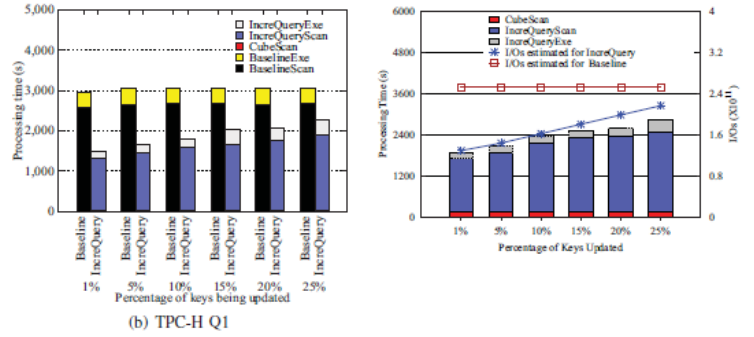 5,000
4,000
3,000
2,000
1,000
0
Processing time (s)
IncreQueryExe
IncreQueryScan
CubeScan
BaselineExe
BaselineScan
Baseline
IncreQuery
Baseline
IncreQuery
Baseline
IncreQuery
Baseline
IncreQuery
Baseline
IncreQuery
Baseline
IncreQuery
1% 5% 10% 15% 20% 25%
Percentage of keys being updated
(b) TPC-H Q1
6000
4800
3600
2400
1200
0
Processing Time (s)
CubeScan
IncreQueryScan
IncreQueryExe
I/Os estimated for IncreQuery
I/Os estimated for Baseline
4
3.2
2.4
1.6
0.8
0
I/Os (X10¹¹)
1% 5% 10% 15% 20% 25%
Percentage of Keys Updated